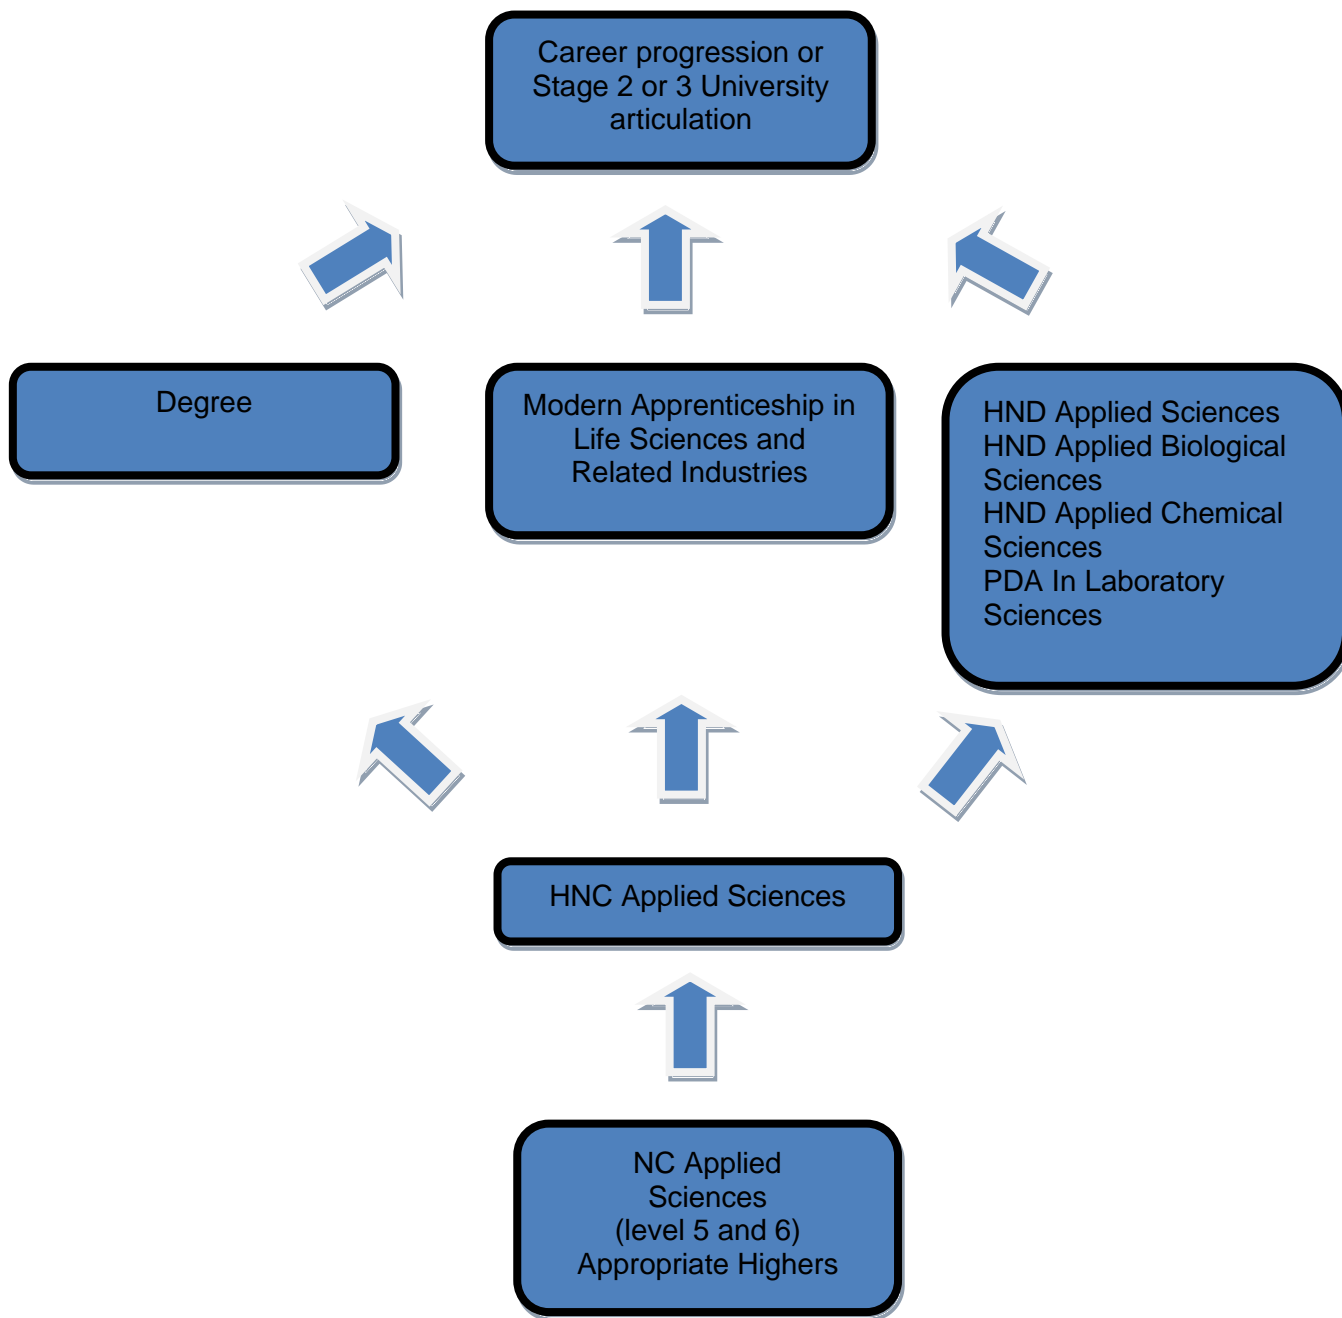 Career progression or
Stage 2 or 3 University
articulation
Degree
Modern Apprenticeship in
Life Sciences and
Related Industries
HND Applied Sciences
HND Applied Biological
Sciences
HND Applied Chemical
Sciences
PDA In Laboratory
Sciences
HNC Applied Sciences
NC Applied
Sciences
(level 5 and 6)
Appropriate Highers